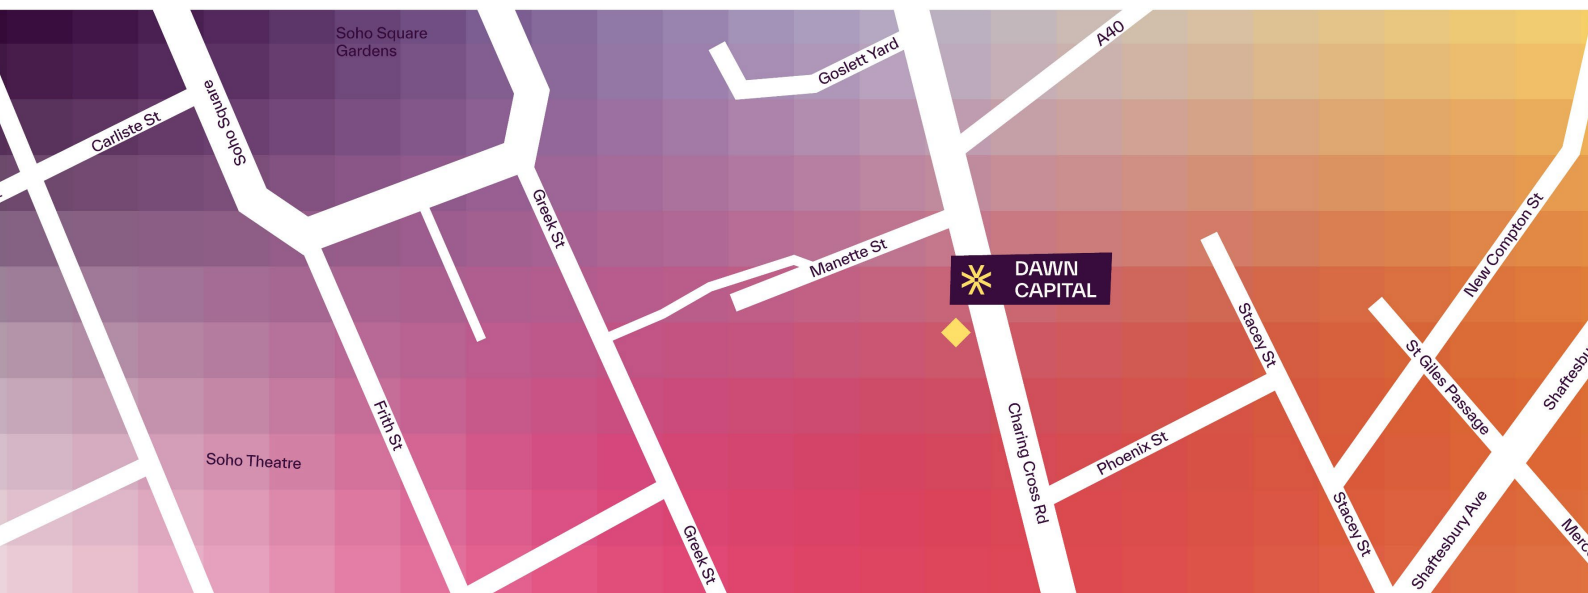 Soho Square
Gardens
A40
Goslett Yard
Carliste St
Soho Square
Greek St
Manette St
New Compton St
DAWN
CAPITAL
Stacey St
St Giles Passage
Shaftesbu
Frith St
Charing Cross Rd
Phoenix St
Soho Theatre
Greek St
Stacey St
Shaftesbury Ave
Merc